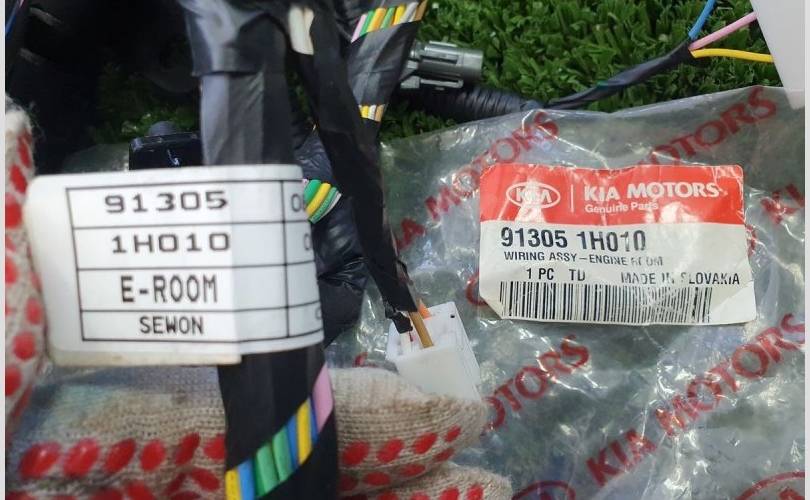 91305
1H010
E-ROOM
SEWON
KIA KIA MOTORS
Genuine Parts
91305 1H010
WIRING ASSY-ENGINE ROOM
1 PC TD MADE IN SLOVAKIA
KIA MOTORS
KIA MOTORS
MOTORS
KIA MOTORS